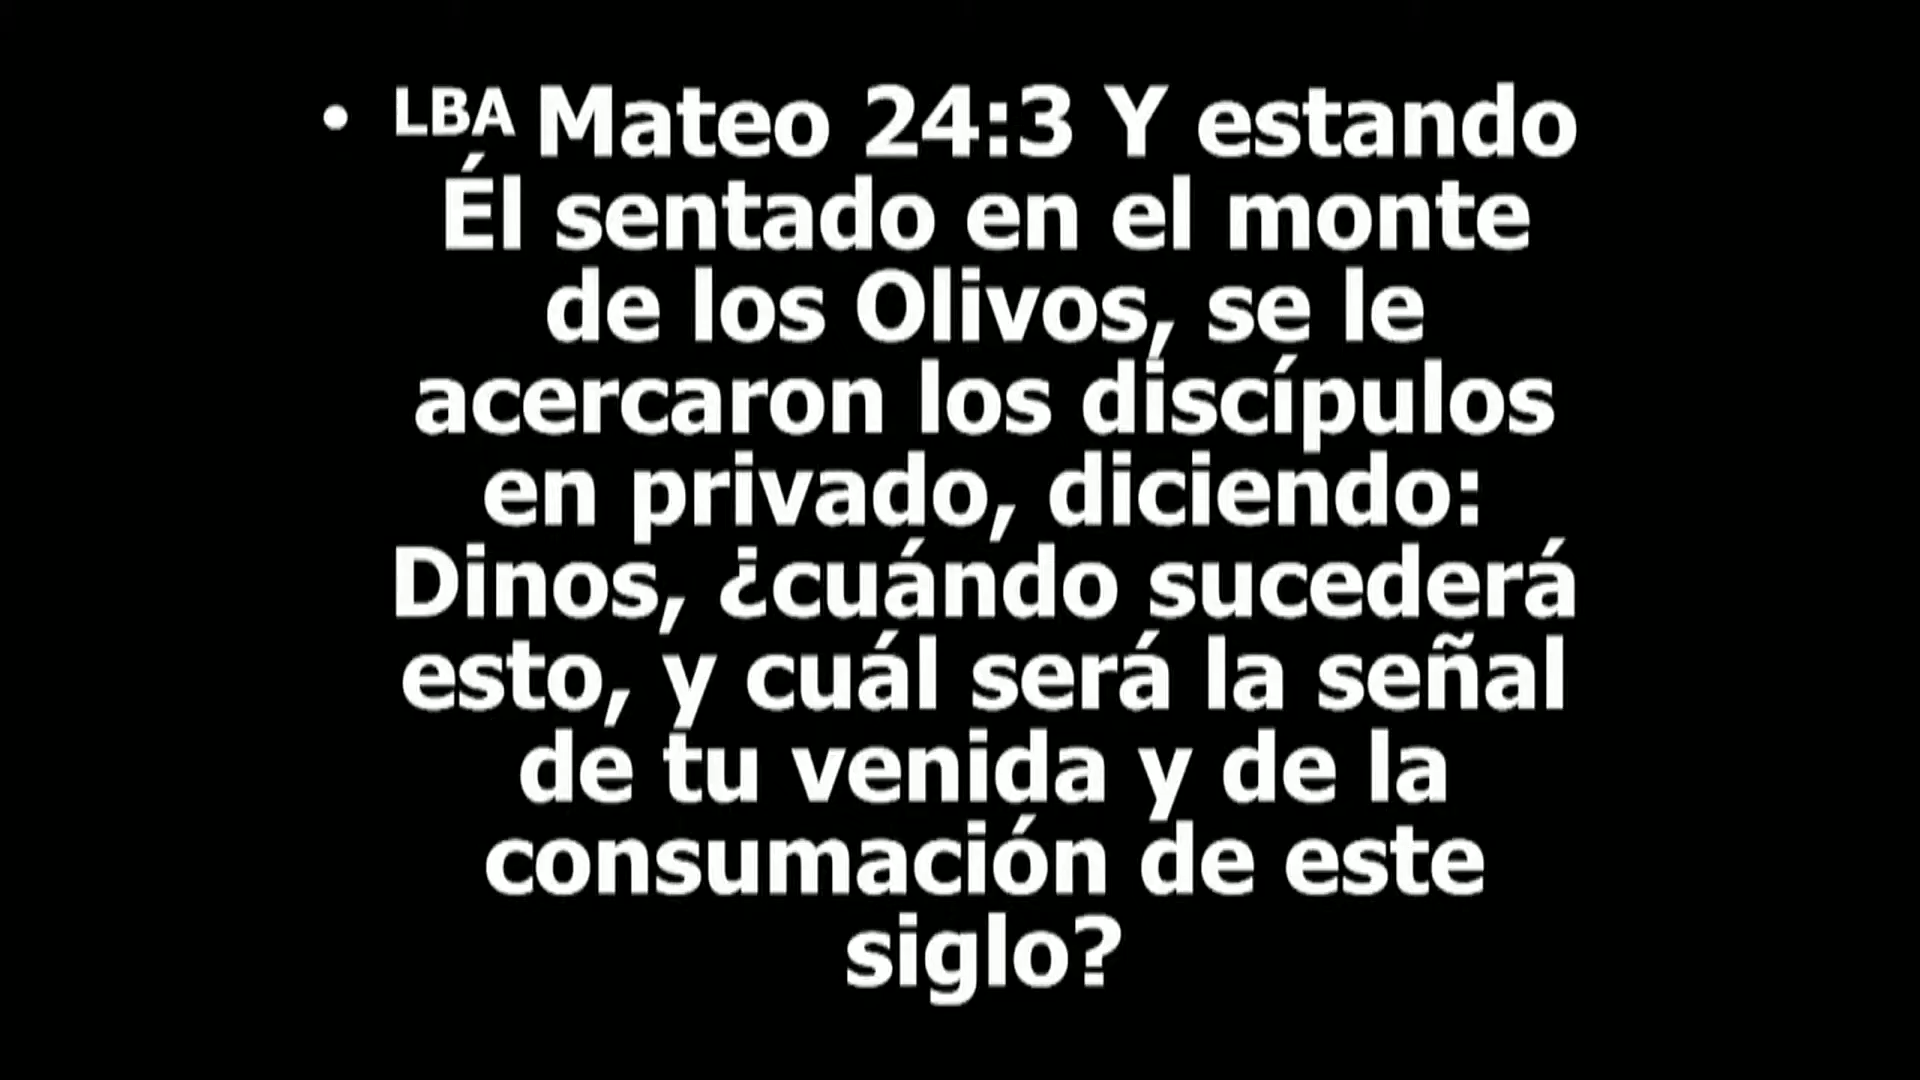 • LBA Mateo 24:3 Y estando
Él sentado en el monte
de los Olivos, se le
acercaron los discípulos
en privado, diciendo:
Dinos, ¿cuándo sucederá
esto, y cuál será la señal
de tu venida y de la
consumación de este
siglo?